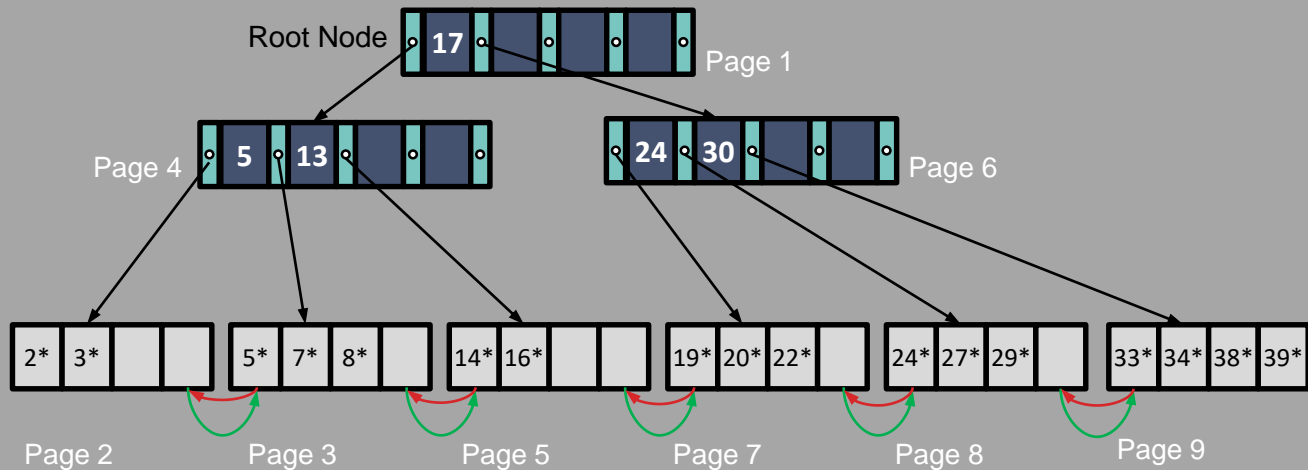 Root Node
17
Page 1
Page 4
5 13
24 30
Page 6
2* 3*
5* 7* 8*
14* 16*
19* 20* 22*
24* 27* 29*
33* 34* 38* 39*
Page 2
Page 3
Page 5
Page 7
Page 8
Page 9